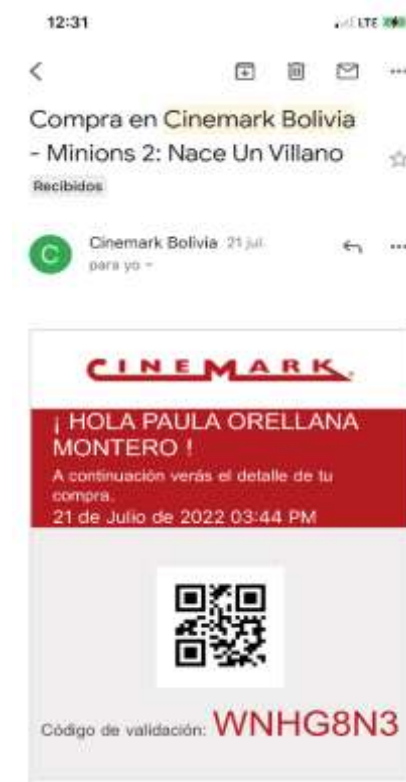 12:31
LTE
Compra en Cinemark Bolivia
- Minions 2: Nace Un Villano
Recibidos
C
Cinemark Bolivia 21 jul.
para yo
CINEMARK
¡ HOLA PAULA ORELLANA
MONTERO !
A continuación verás el detalle de tu
compra.
21 de Julio de 2022 03:44 PM
Código de validación: WNHG8N3